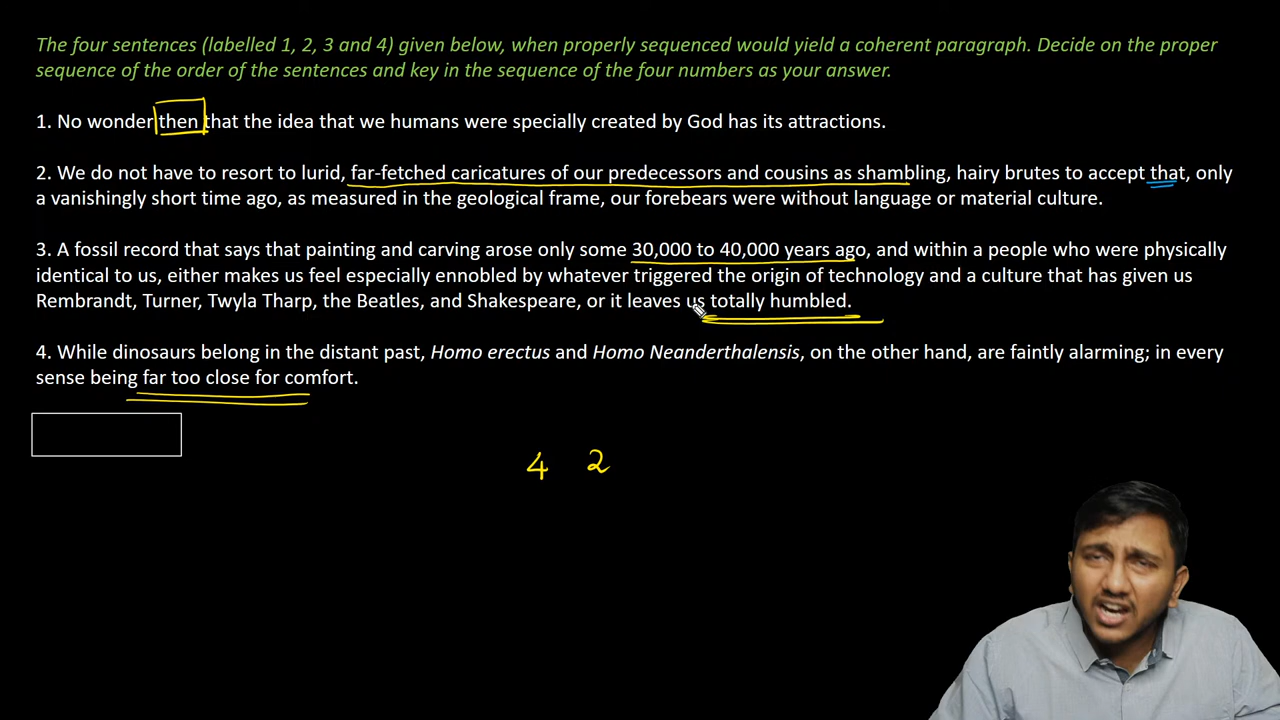 The four sentences (labelled 1, 2, 3 and 4) given below, when properly sequenced would yield a coherent paragraph. Decide on the proper
sequence of the order of the sentences and key in the sequence of the four numbers as your answer.
1. No wonder then that the idea that we humans were specially created by God has its attractions.
2. We do not have to resort to lurid, far-fetched caricatures of our predecessors and cousins as shambling, hairy brutes to accept that, only
a vanishingly short time ago, as measured in the geological frame, our forebears were without language or material culture.
3. A fossil record that says that painting and carving arose only some 30,000 to 40,000 years ago, and within a people who were physically
identical to us, either makes us feel especially ennobled by whatever triggered the origin of technology and a culture that has given us
Rembrandt, Turner, Twyla Tharp, the Beatles, and Shakespeare, or it leaves us totally humbled.
4. While dinosaurs belong in the distant past, Homo erectus and Homo Neanderthalensis, on the other hand, are faintly alarming; in every
sense being far too close for comfort.
4 2